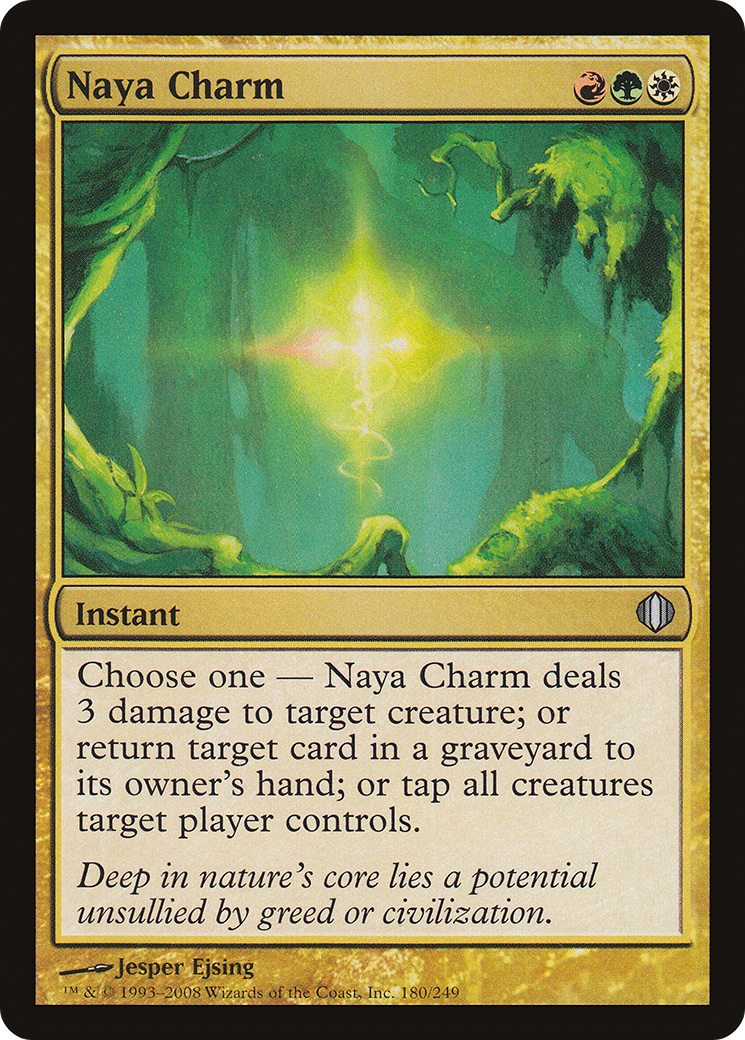 Naya Charm
Instant
Choose one — Naya Charm deals
3 damage to target creature; or
return target card in a graveyard to
its owner's hand; or tap all creatures
target player controls.
Deep in nature's core lies a potential
unsullied by greed or civilization.
Jesper Ejsing
™ & © 1993–2008 Wizards of the Coast, Inc. 180/249